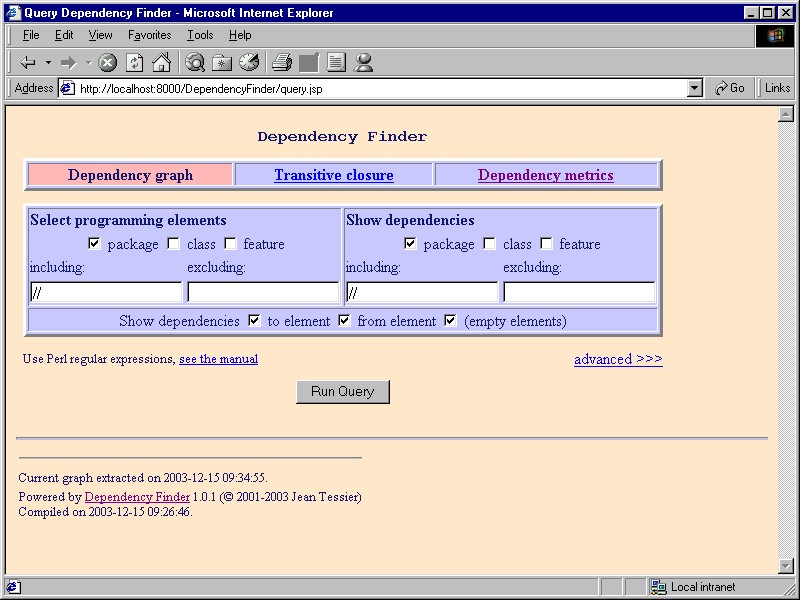 Query Dependency Finder - Microsoft Internet Explorer
File Edit View Favorites Tools Help
Address http://localhost:8000/DependencyFinder/query.jsp Go Links
Dependency Finder
Dependency graph Transitive closure Dependency metrics
Select programming elements Show dependencies
package class feature package class feature
including: excluding: including: excluding:
// //
Show dependencies to element from element (empty elements)
Use Perl regular expressions, see the manual advanced >>>
Run Query
Current graph extracted on 2003-12-15 09:34:55.
Powered by Dependency Finder 1.0.1 (© 2001-2003 Jean Tessier)
Compiled on 2003-12-15 09:26:46.
Local intranet